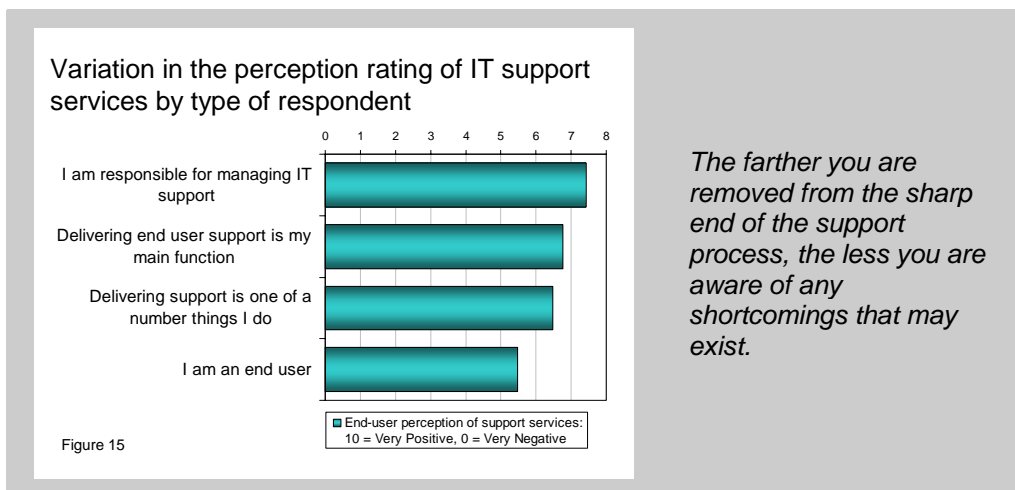 Variation in the perception rating of IT support
services by type of respondent
0 1 2 3 4 5 6 7 8
I am responsible for managing IT
support
Delivering end user support is my
main function
Delivering support is one of a
number things I do
I am an end user
End-user perception of support services:
10 = Very Positive, 0 = Very Negative
Figure 15
The farther you are
removed from the sharp
end of the support
process, the less you are
aware of any
shortcomings that may
exist.